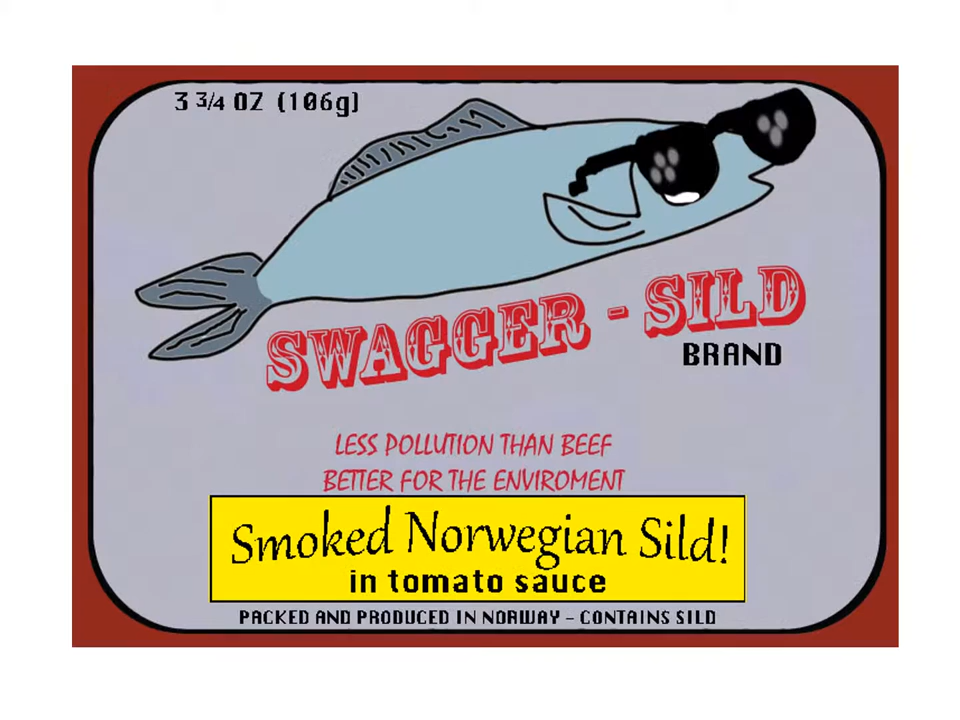 3 3/4 OZ (106g)
SWAGGER - SILD
BRAND
LESS POLLUTION THAN BEEF
BETTER FOR THE ENVIROMENT
Smoked Norwegian Sild!
in tomato sauce
PACKED AND PRODUCED IN NORWAY - CONTAINS SILD